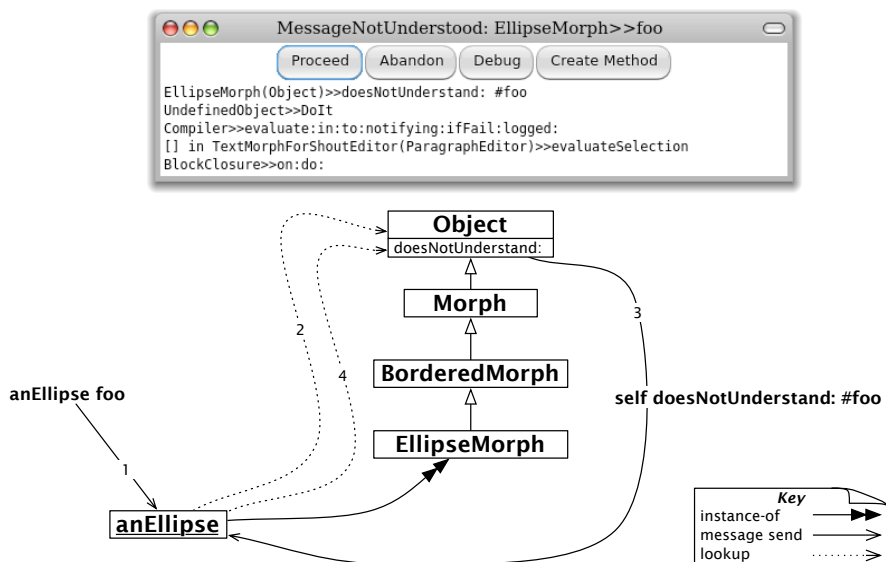 MessageNotUnderstood: EllipseMorph>>foo
Proceed Abandon Debug Create Method
EllipseMorph(Object)>>doesNotUnderstand: #foo
UndefinedObject>>DoIt
Compiler>>evaluate:in:to:notifying:ifFail:logged:
[] in TextMorphForShoutEditor(ParagraphEditor)>>evaluateSelection
BlockClosure>>on:do:
Object
doesNotUnderstand:
Morph
3
2
BorderedMorph
4
anEllipse foo
self doesNotUnderstand: #foo
EllipseMorph
1
anEllipse
Key
instance-of
message send
lookup